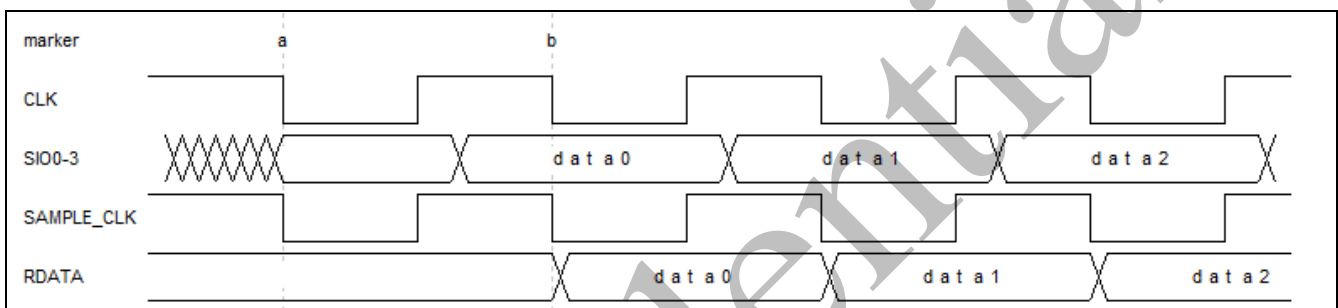 marker a b
CLK
SIO0-3 data0 data1 data2
SAMPLE_CLK
RDATA data0 data1 data2